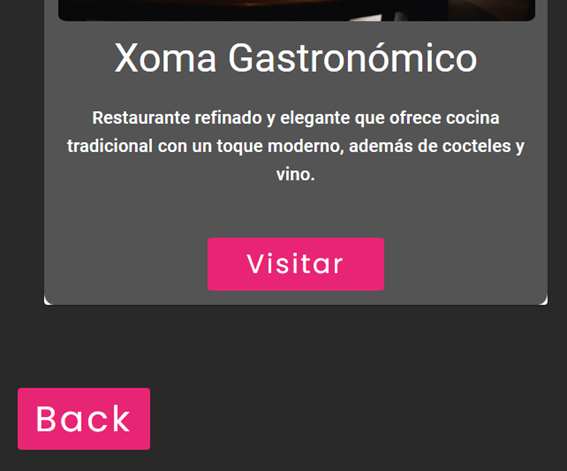 Xoma Gastronómico
Restaurante refinado y elegante que ofrece cocina
tradicional con un toque moderno, además de cocteles y
vino.
Visitar
Back